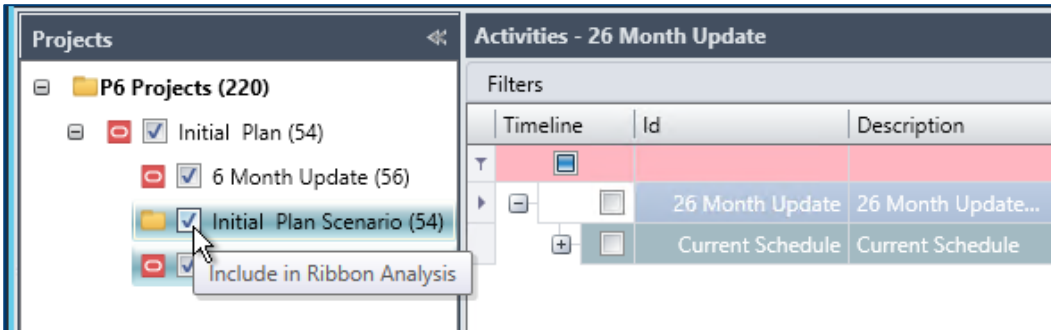 Projects
P6 Projects (220)
Initial Plan (54)
6 Month Update (56)
Initial Plan Scenario (54)
Include in Ribbon Analysis
Activities - 26 Month Update
Filters
Timeline Id Description
26 Month Update 26 Month Update...
Current Schedule Current Schedule